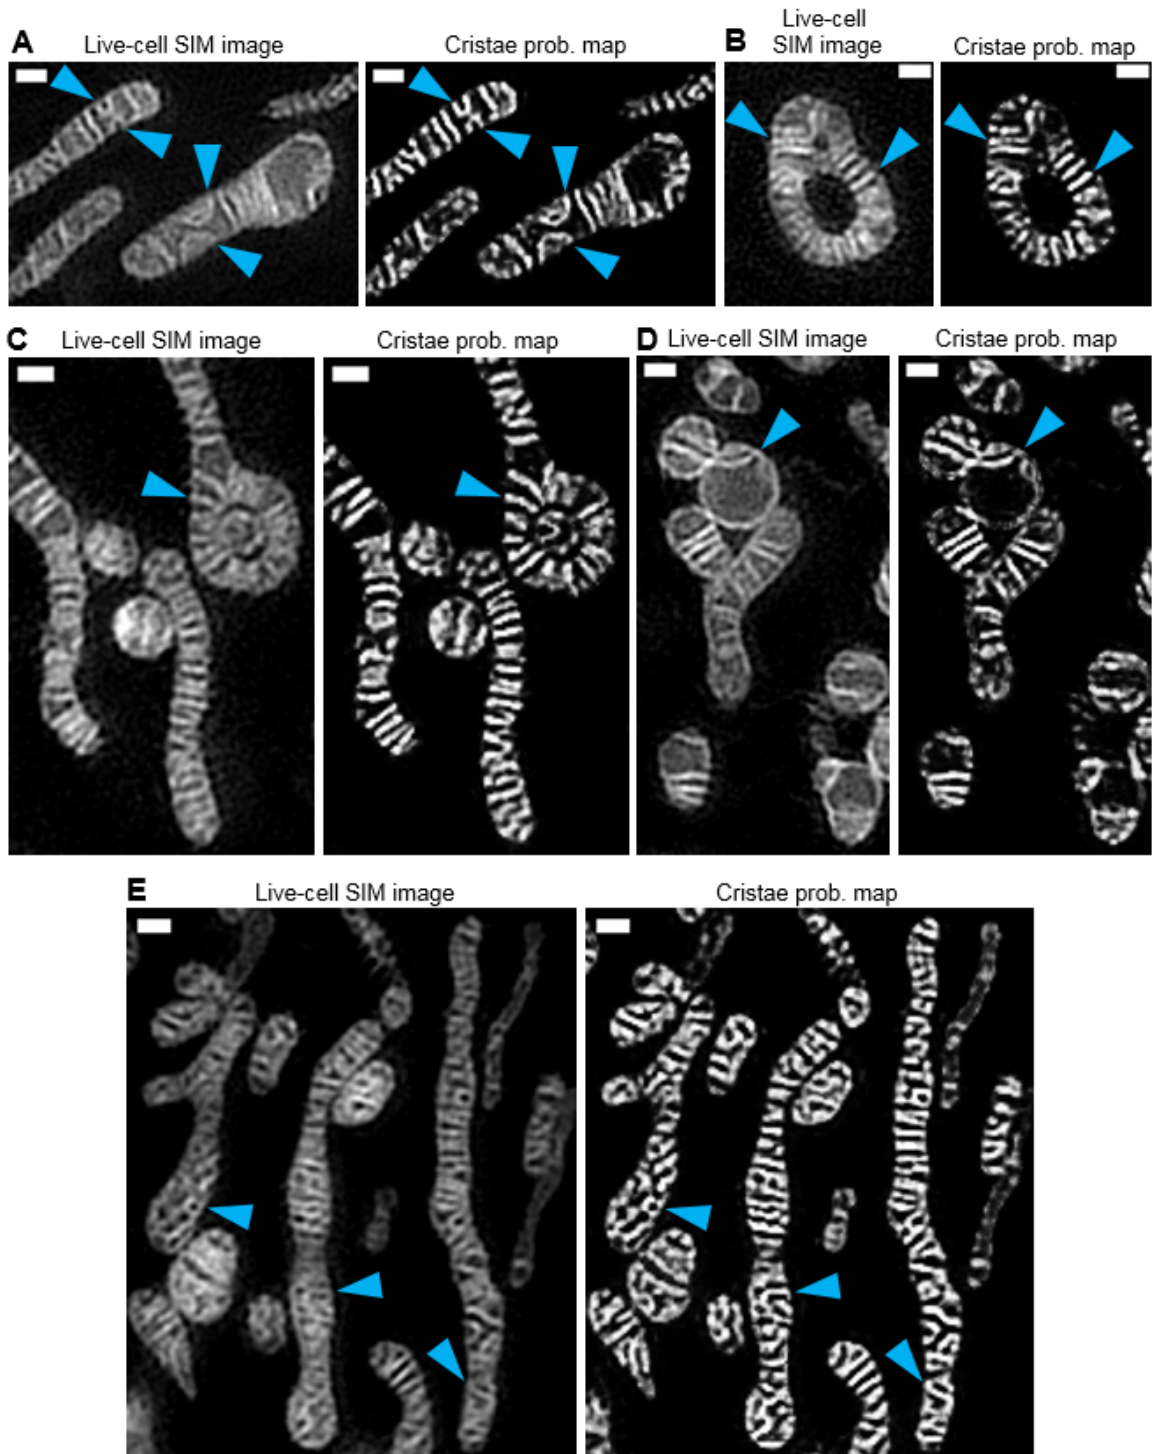 A
Live-cell SIM image
Cristae prob. map
B
Live-cell
SIM image
Cristae prob. map
C
Live-cell SIM image
Cristae prob. map
D
Live-cell SIM image
Cristae prob. map
E
Live-cell SIM image
Cristae prob. map